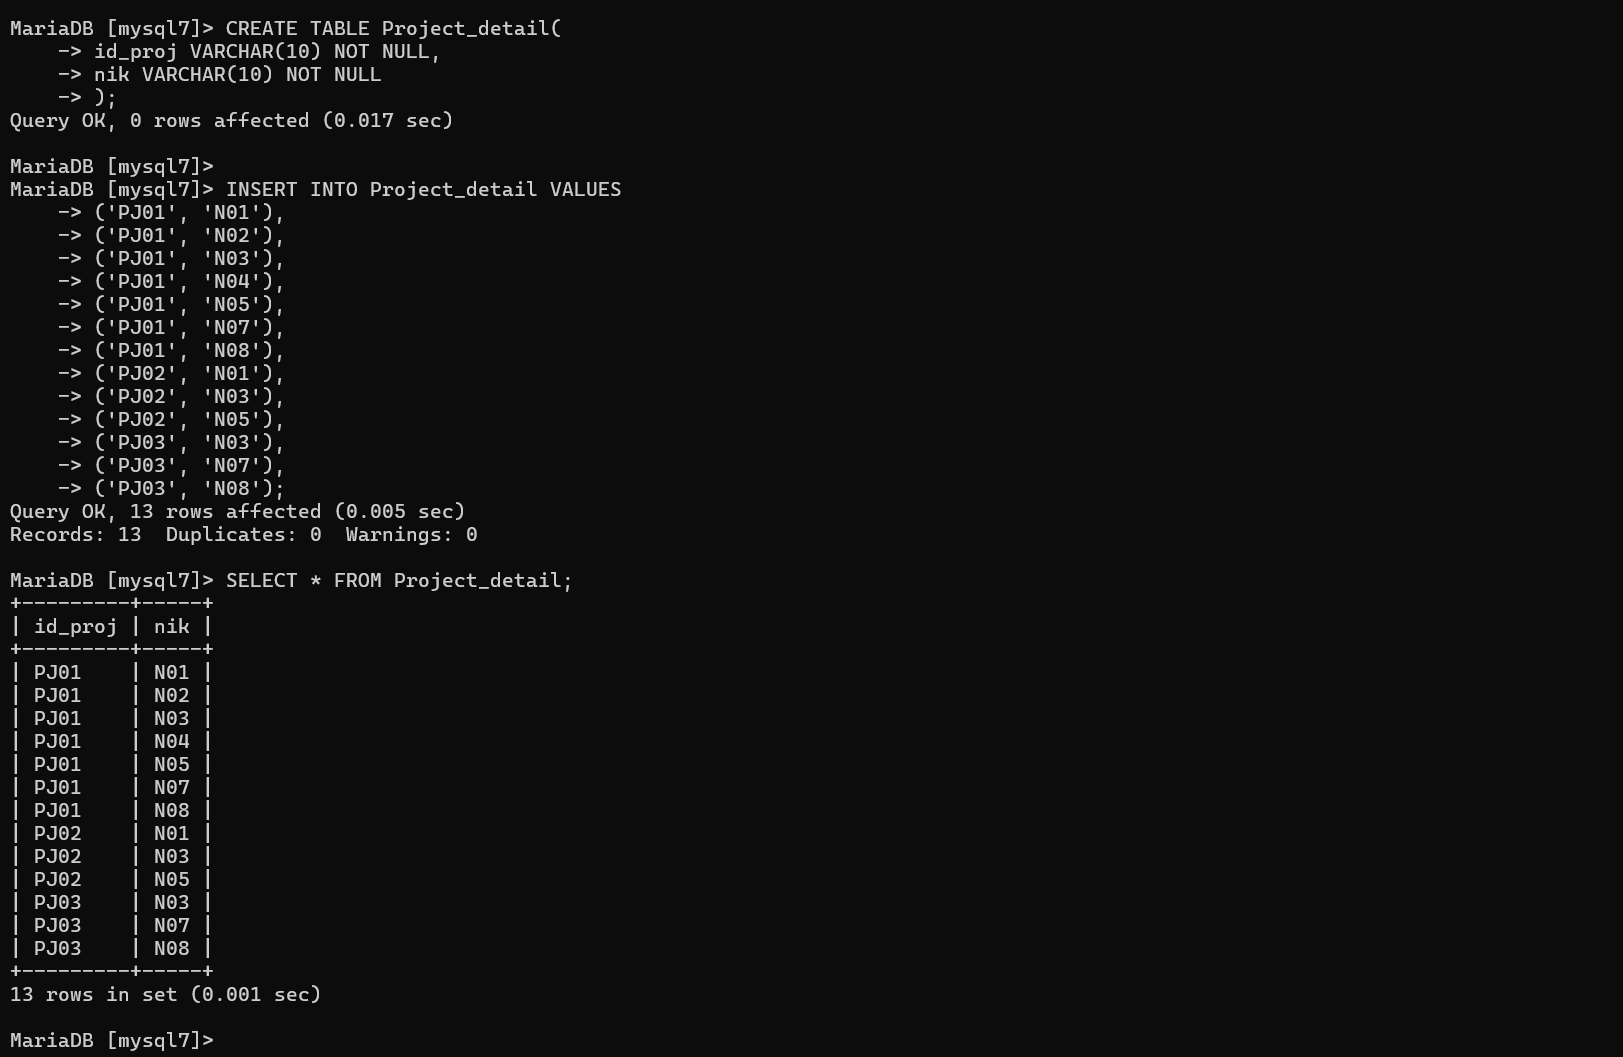 MariaDB [mysql7]> CREATE TABLE Project_detail(
    -> id_proj VARCHAR(10) NOT NULL,
    -> nik VARCHAR(10) NOT NULL
    -> );
Query OK, 0 rows affected (0.017 sec)

MariaDB [mysql7]>
MariaDB [mysql7]> INSERT INTO Project_detail VALUES
    -> ('PJ01', 'N01'),
    -> ('PJ01', 'N02'),
    -> ('PJ01', 'N03'),
    -> ('PJ01', 'N04'),
    -> ('PJ01', 'N05'),
    -> ('PJ01', 'N07'),
    -> ('PJ01', 'N08'),
    -> ('PJ02', 'N01'),
    -> ('PJ02', 'N03'),
    -> ('PJ02', 'N05'),
    -> ('PJ03', 'N03'),
    -> ('PJ03', 'N07'),
    -> ('PJ03', 'N08');
Query OK, 13 rows affected (0.005 sec)
Records: 13  Duplicates: 0  Warnings: 0

MariaDB [mysql7]> SELECT * FROM Project_detail;
+---------+-----+
| id_proj | nik |
+---------+-----+
| PJ01    | N01 |
| PJ01    | N02 |
| PJ01    | N03 |
| PJ01    | N04 |
| PJ01    | N05 |
| PJ01    | N07 |
| PJ01    | N08 |
| PJ02    | N01 |
| PJ02    | N03 |
| PJ02    | N05 |
| PJ03    | N03 |
| PJ03    | N07 |
| PJ03    | N08 |
+---------+-----+
13 rows in set (0.001 sec)

MariaDB [mysql7]>